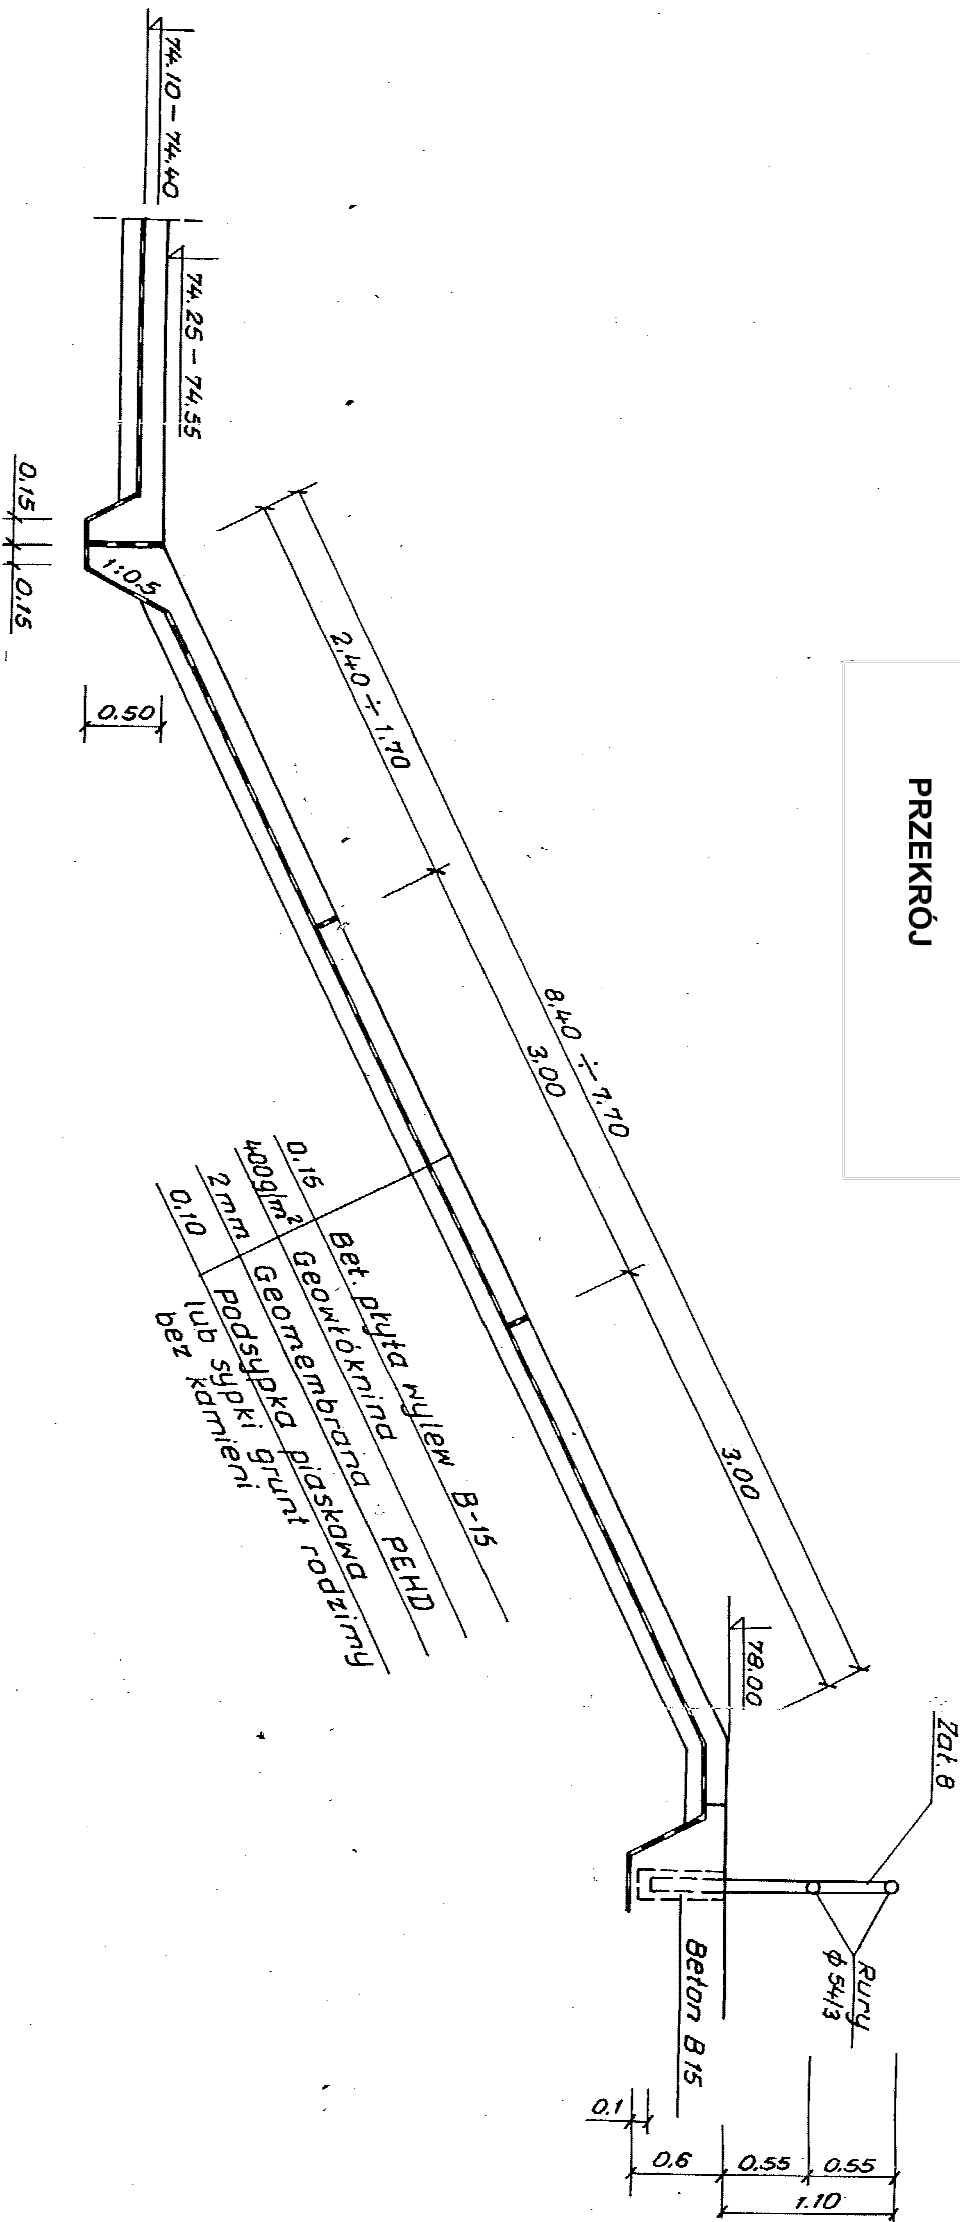 PRZEKRÓJ
74.10 - 74.40
74.25 - 74.55
0.15
0.15
1:0.5
0.50
2.40 ÷ 1.70
8.40 ÷ 7.70
3.00
3.00
0.15 Bet. płyta wylew B-15
400g/m² Geowłóknina
2mm Geomembrana PEHD
0.10 podsypka piaskowa
lub sypki grunt rodzimy
bez kamieni
78.00
Zał. 8
Rury
ϕ 54/3
Beton B 15
0.1
0.6
0.55
0.55
1.10